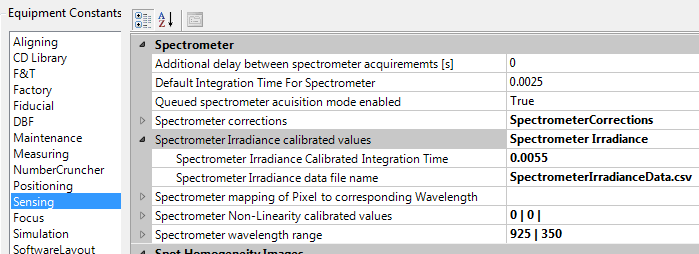 Equipment Constants
Aligning
CD Library
F&T
Factory
Fiducial
DBF
Maintenance
Measuring
NumberCruncher
Positioning
Sensing
Focus
Simulation
SoftwareLayout
Spectrometer
Additional delay between spectrometer acquirememts [s] 0
Default Integration Time For Spectrometer 0.0025
Queued spectrometer acuisition mode enabled True
Spectrometer corrections SpectrometerCorrections
Spectrometer Irradiance calibrated values Spectrometer Irradiance
Spectrometer Irradiance Calibrated Integration Time 0.0055
Spectrometer Irradiance data file name SpectrometerIrradianceData.csv
Spectrometer mapping of Pixel to corresponding Wavelength
Spectrometer Non-Linearity calibrated values 0 | 0 |
Spectrometer wavelength range 925 | 350
Spot Homogeneity Images